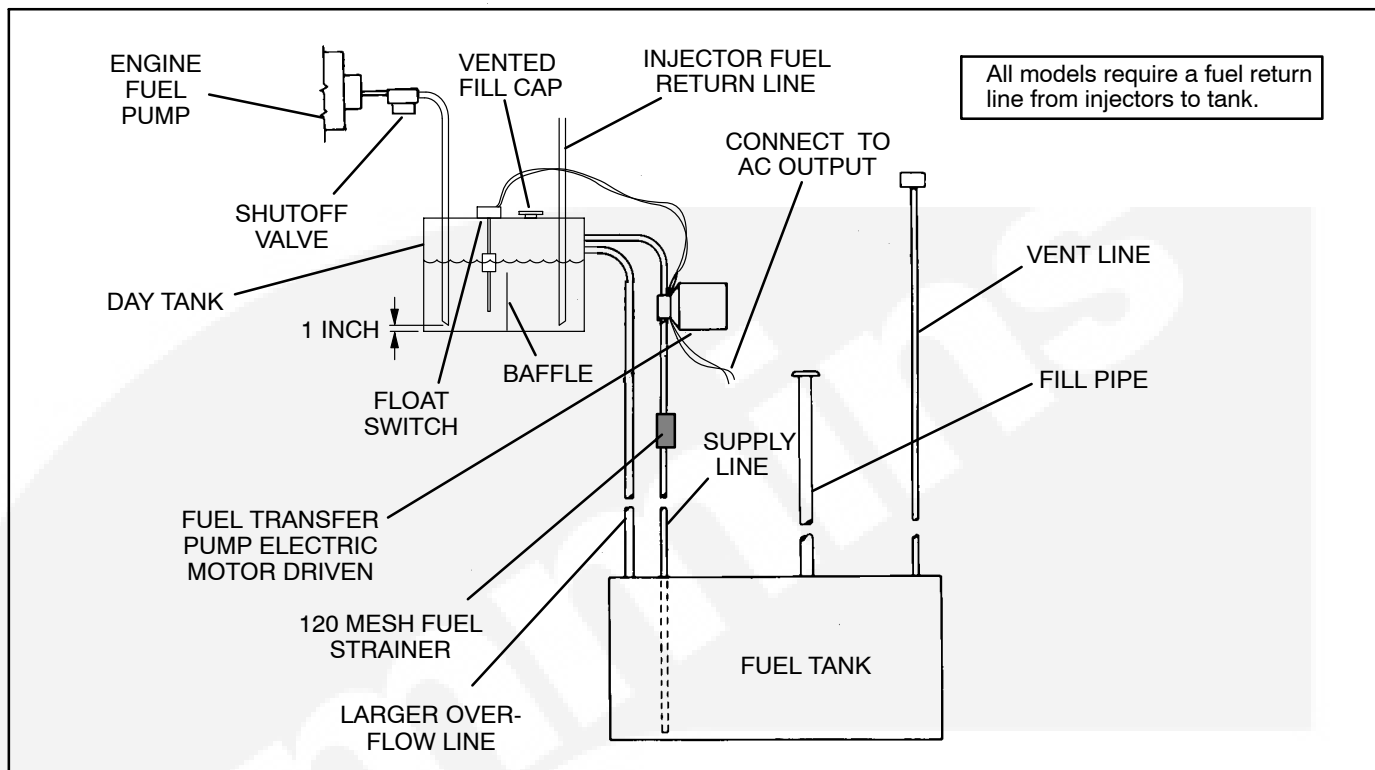 ENGINE
FUEL
PUMP
VENTED
FILL CAP
INJECTOR FUEL
RETURN LINE
All models require a fuel return
line from injectors to tank.
CONNECT TO
AC OUTPUT
SHUTOFF
VALVE
VENT LINE
DAY TANK
1 INCH
BAFFLE
FLOAT
SWITCH
FILL PIPE
SUPPLY
LINE
FUEL TRANSFER
PUMP ELECTRIC
MOTOR DRIVEN
120 MESH FUEL
STRAINER
FUEL TANK
LARGER OVER-
FLOW LINE